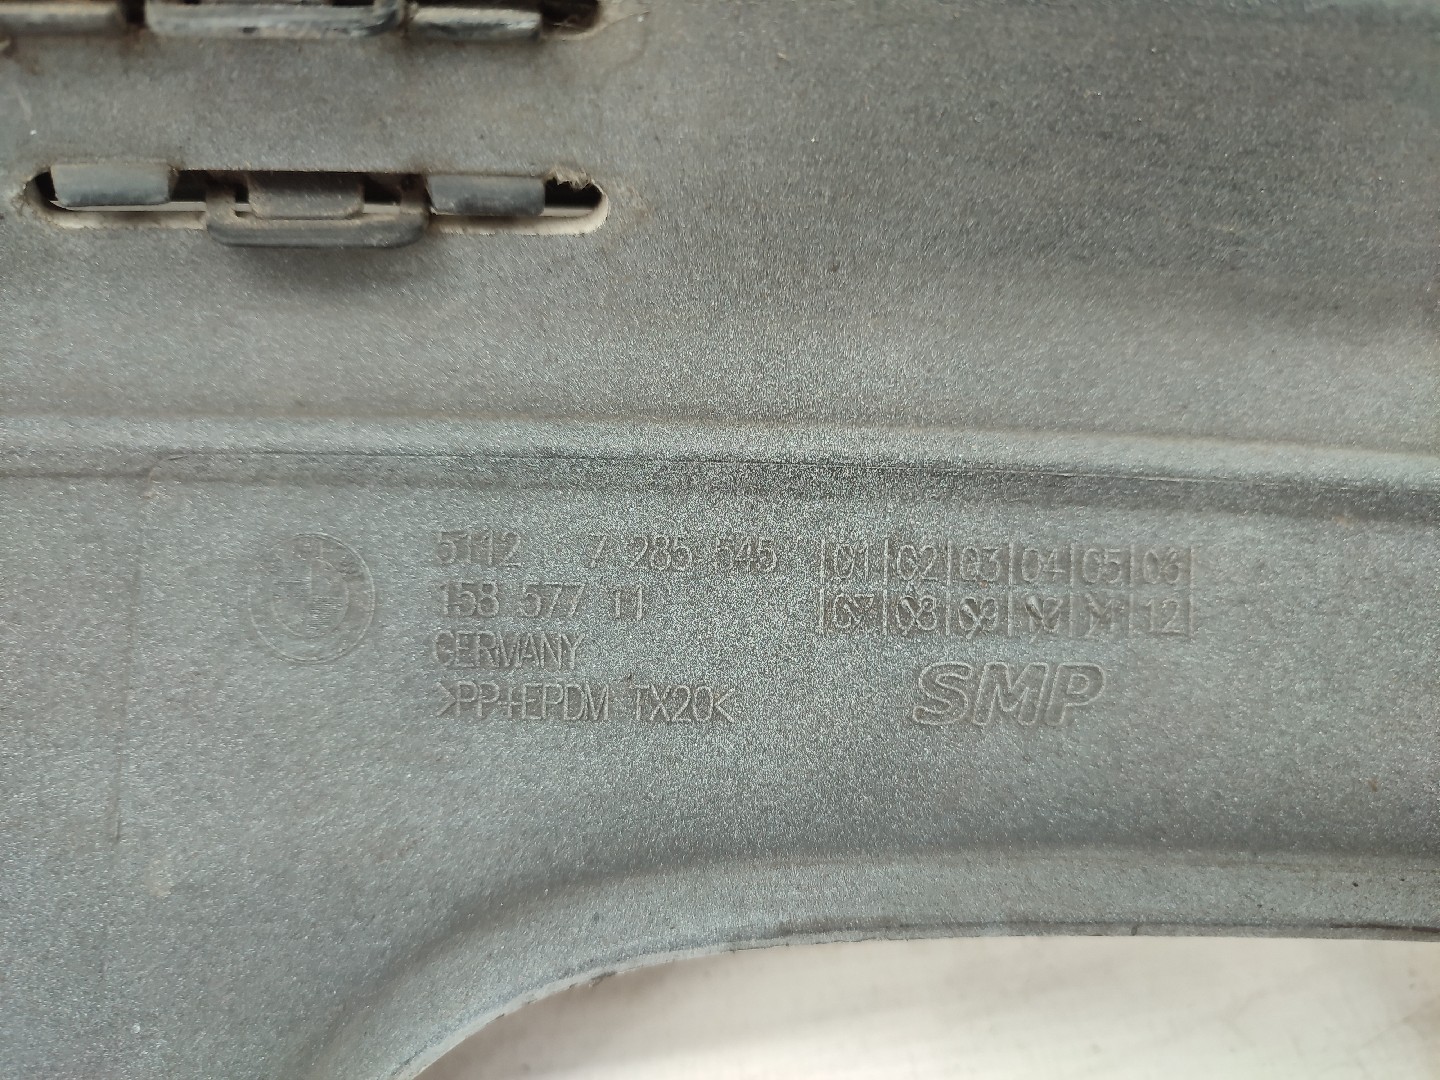 5112 7 285 545 01 02 03 04 05 06
158 577 11 07 08 09 10 11 12
GERMANY
>PP+EPDM TX20<
SMP